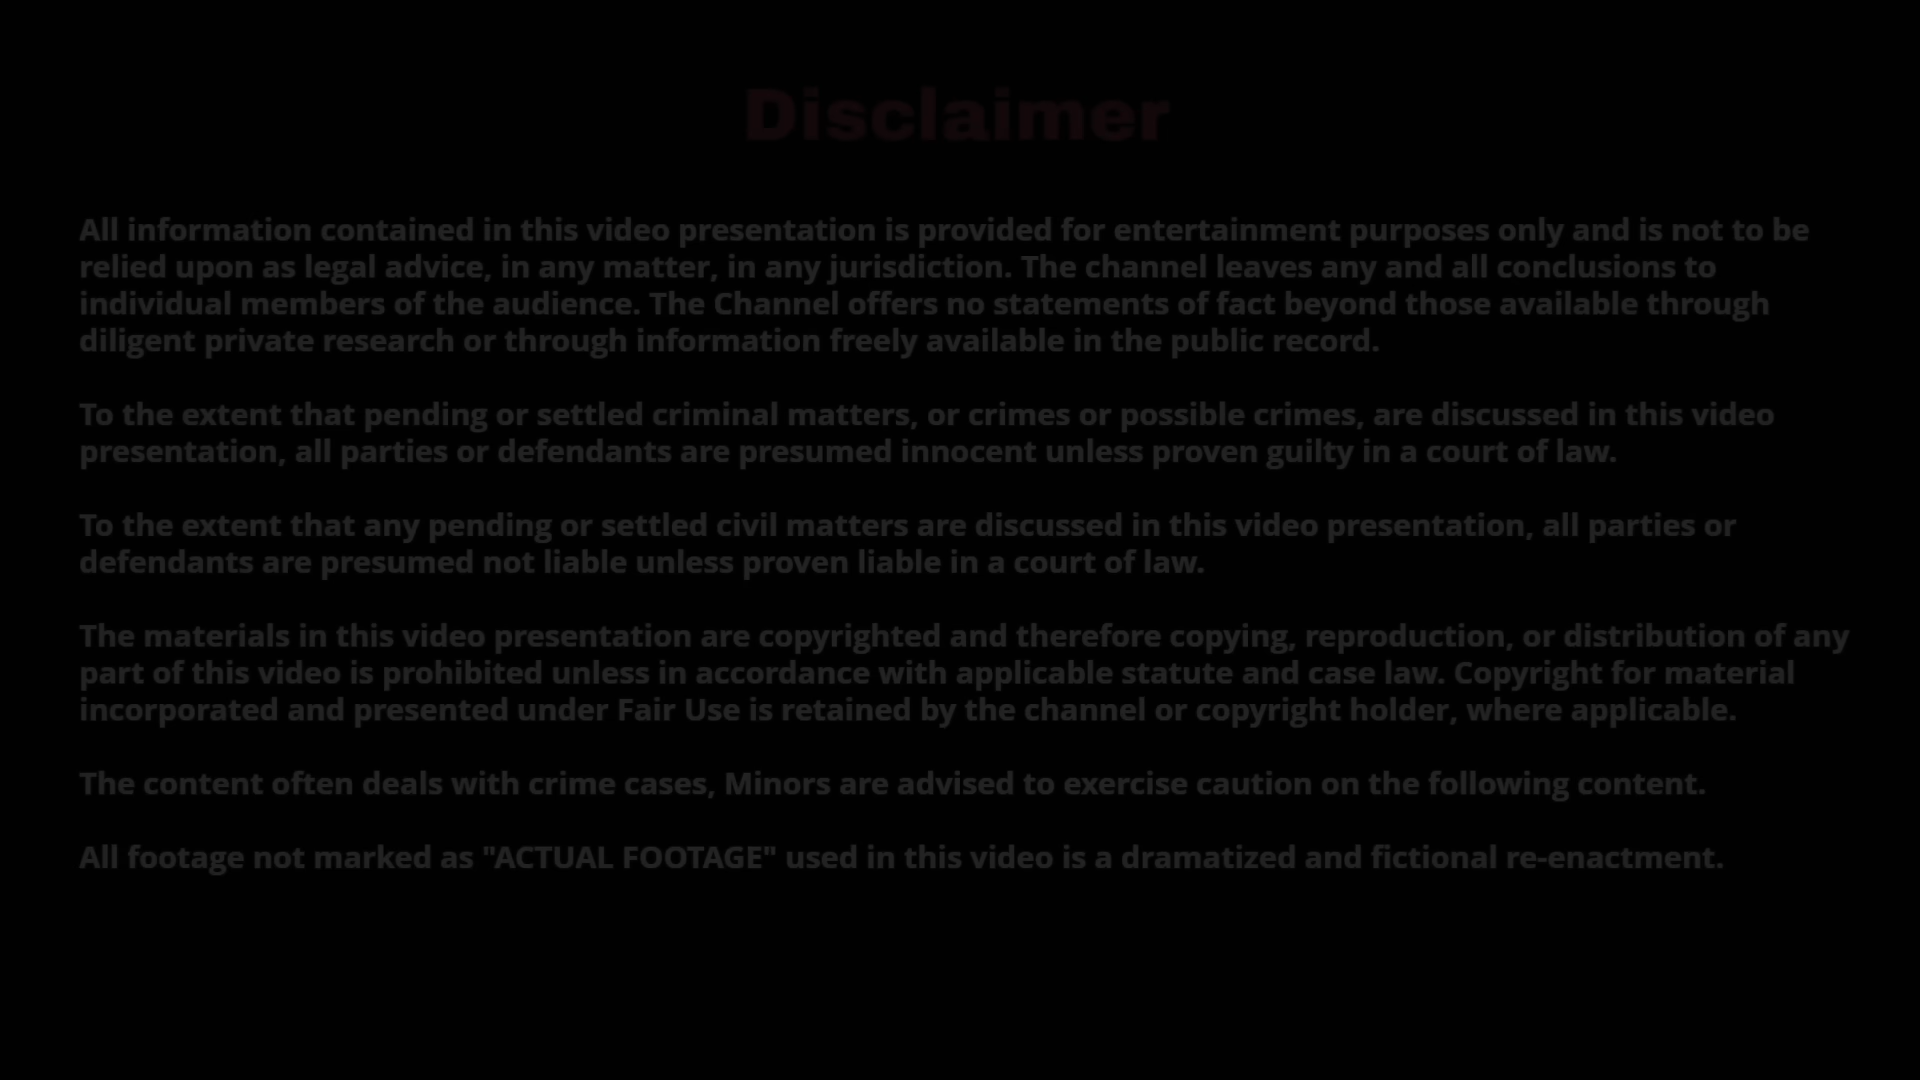 Disclaimer
All information contained in this video presentation is provided for entertainment purposes only and is not to be
relied upon as legal advice, in any matter, in any jurisdiction. The channel leaves any and all conclusions to
individual members of the audience. The Channel offers no statements of fact beyond those available through
diligent private research or through information freely available in the public record.
To the extent that pending or settled criminal matters, or crimes or possible crimes, are discussed in this video
presentation, all parties or defendants are presumed innocent unless proven guilty in a court of law.
To the extent that any pending or settled civil matters are discussed in this video presentation, all parties or
defendants are presumed not liable unless proven liable in a court of law.
The materials in this video presentation are copyrighted and therefore copying, reproduction, or distribution of any
part of this video is prohibited unless in accordance with applicable statute and case law. Copyright for material
incorporated and presented under Fair Use is retained by the channel or copyright holder, where applicable.
The content often deals with crime cases, Minors are advised to exercise caution on the following content.
All footage not marked as "ACTUAL FOOTAGE" used in this video is a dramatized and fictional re-enactment.